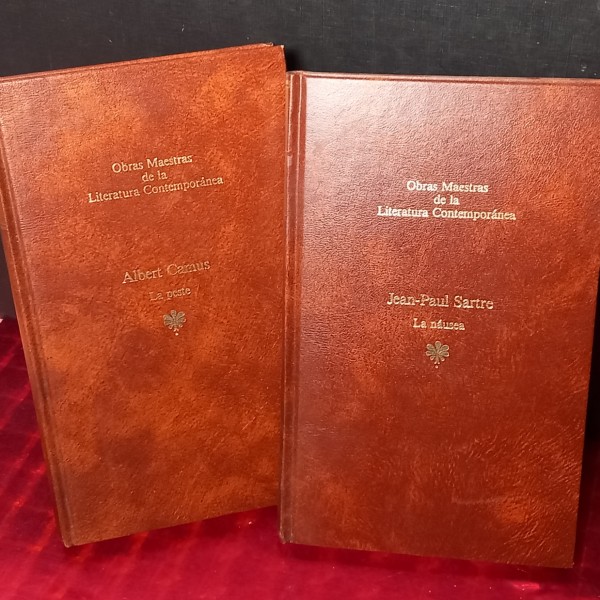 Obras Maestras
de la
Literatura Contemporánea
Albert Camus
La peste
Obras Maestras
de la
Literatura Contemporánea
Jean-Paul Sartre
La náusea